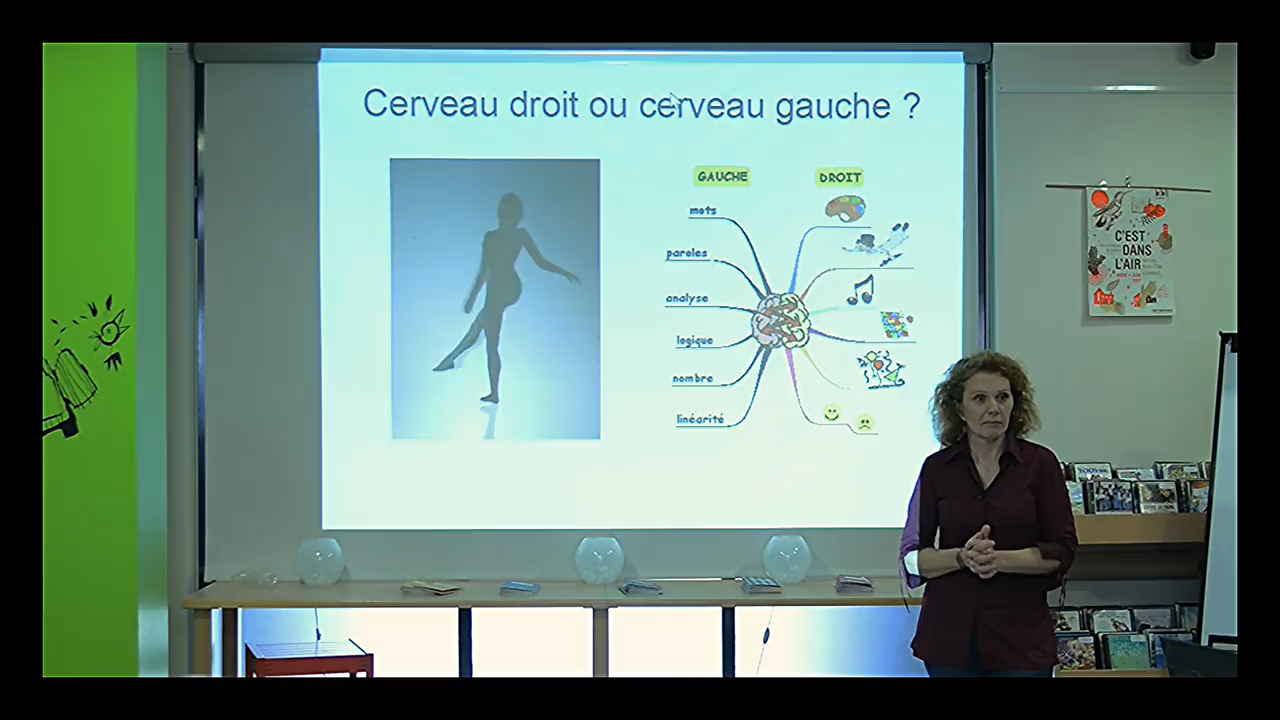 Cerveau droit ou cerveau gauche ?
GAUCHE
DROIT
mots
paroles
analyse
logique
nombre
linéarité
C'EST
DANS
L'AIR